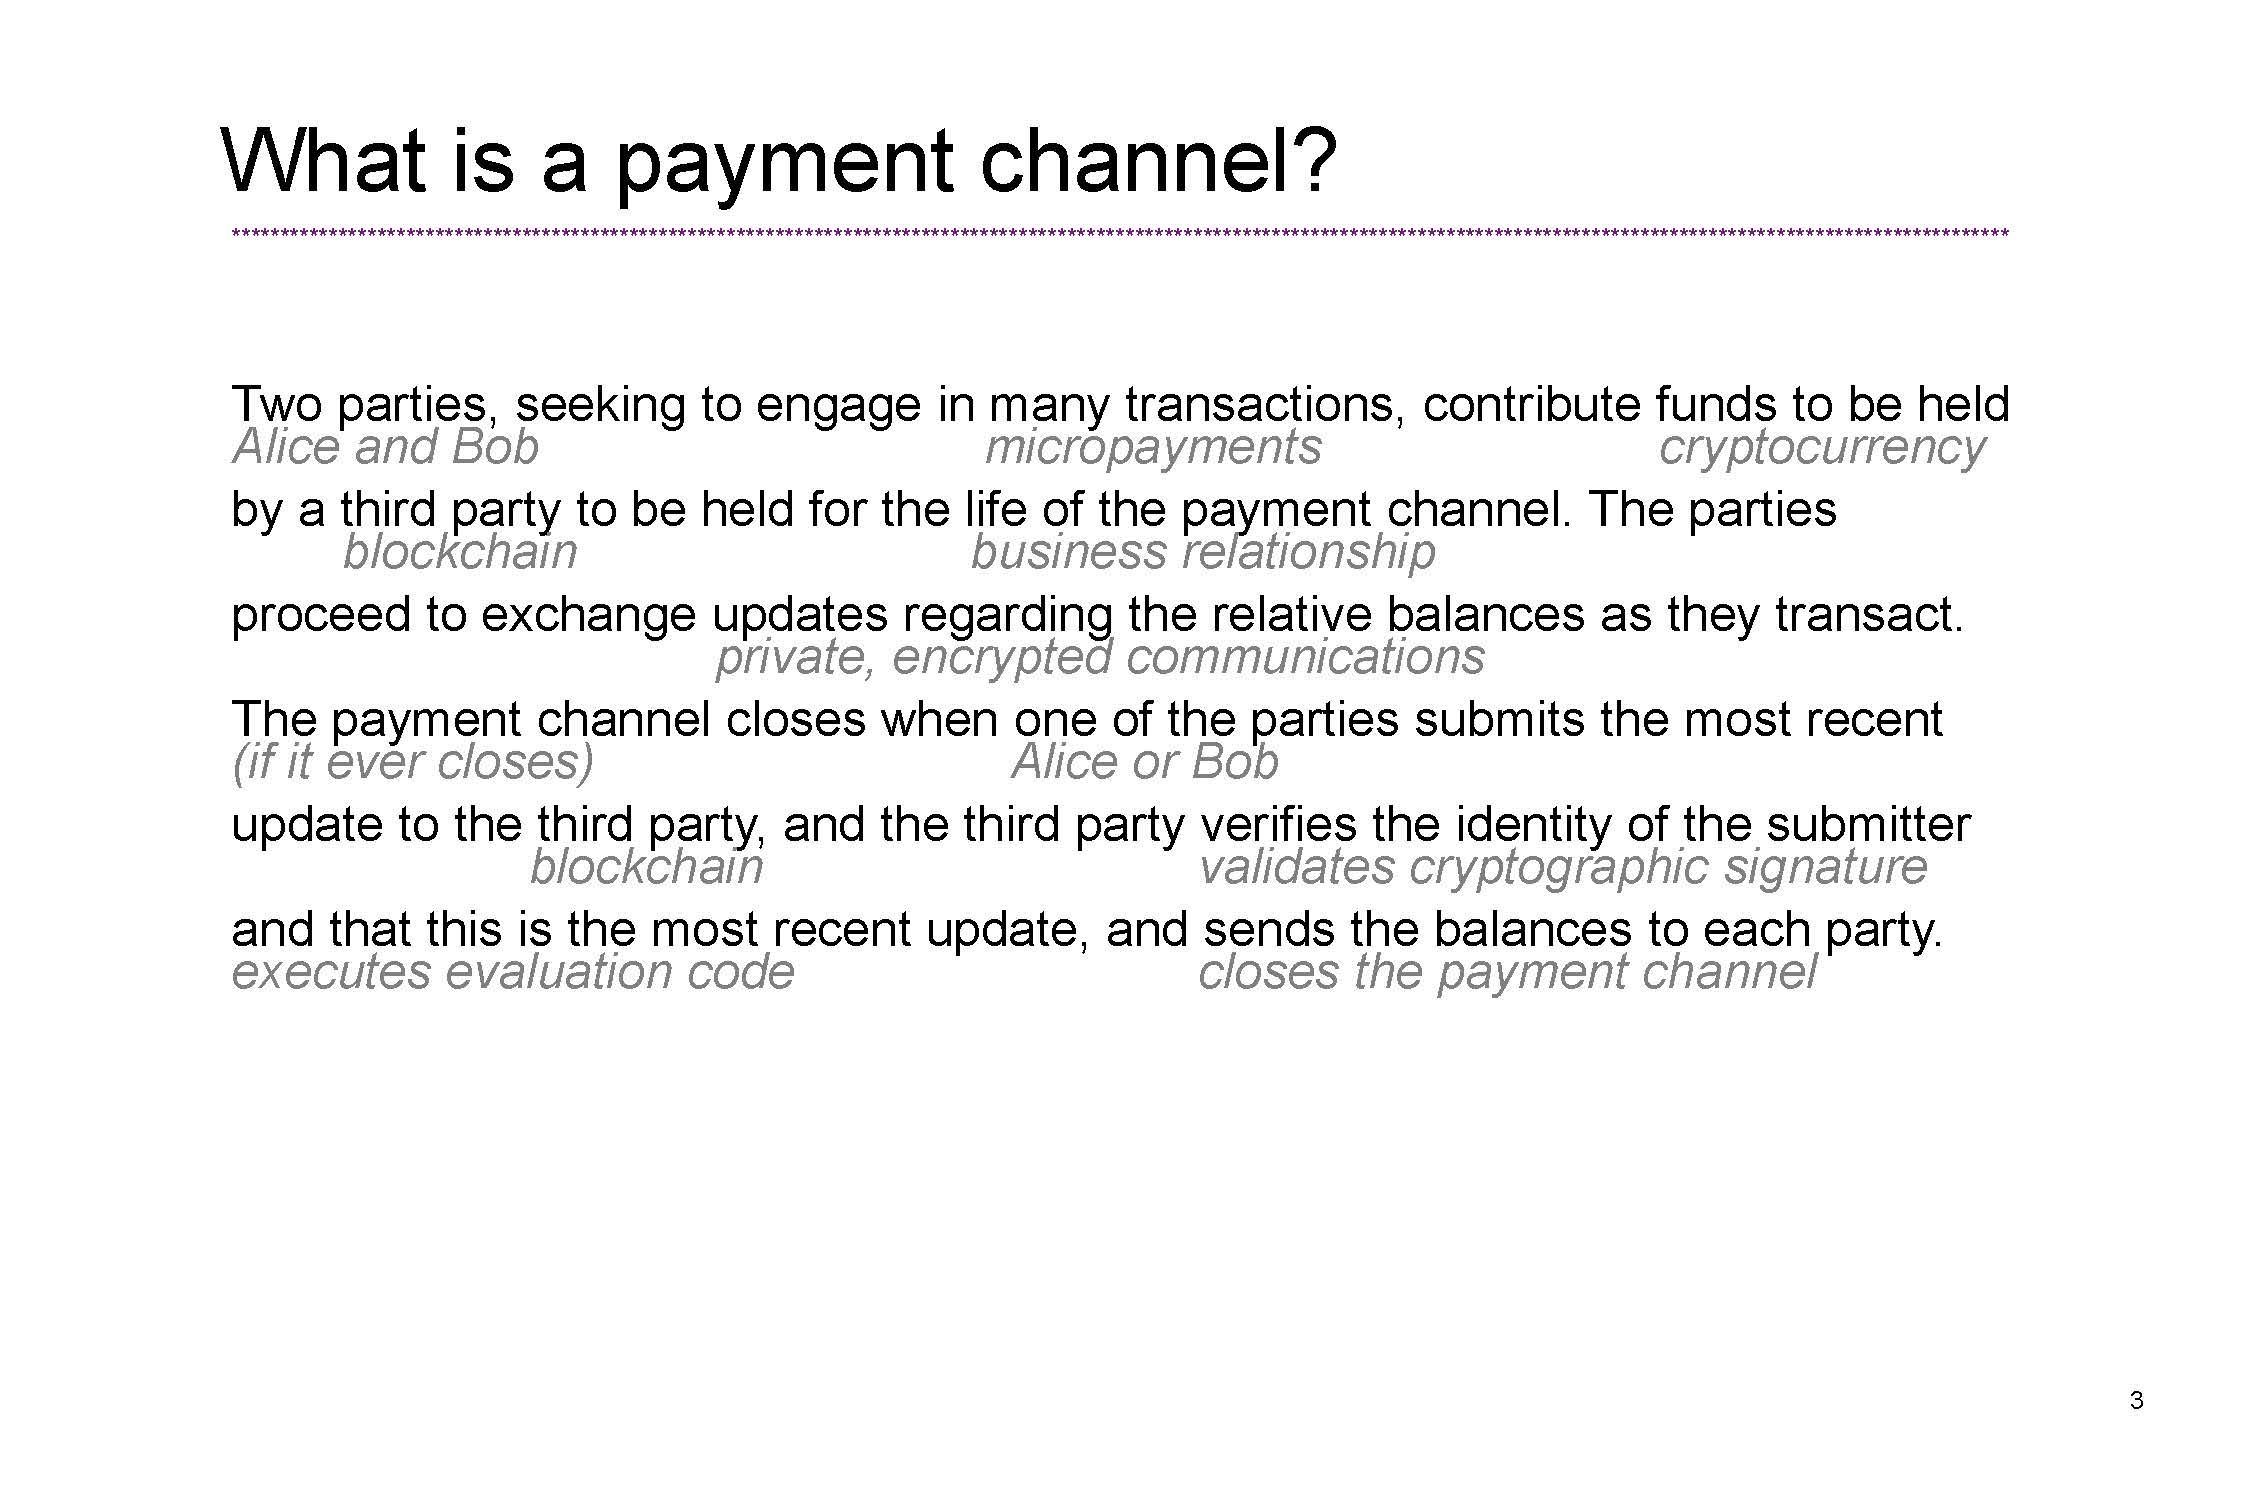 What is a payment channel?
Two parties, seeking to engage in many transactions, contribute funds to be held
Alice and Bob micropayments cryptocurrency
by a third party to be held for the life of the payment channel. The parties
blockchain business relationship
proceed to exchange updates regarding the relative balances as they transact.
private, encrypted communications
The payment channel closes when one of the parties submits the most recent
(if it ever closes) Alice or Bob
update to the third party, and the third party verifies the identity of the submitter
blockchain validates cryptographic signature
and that this is the most recent update, and sends the balances to each party.
executes evaluation code closes the payment channel
3